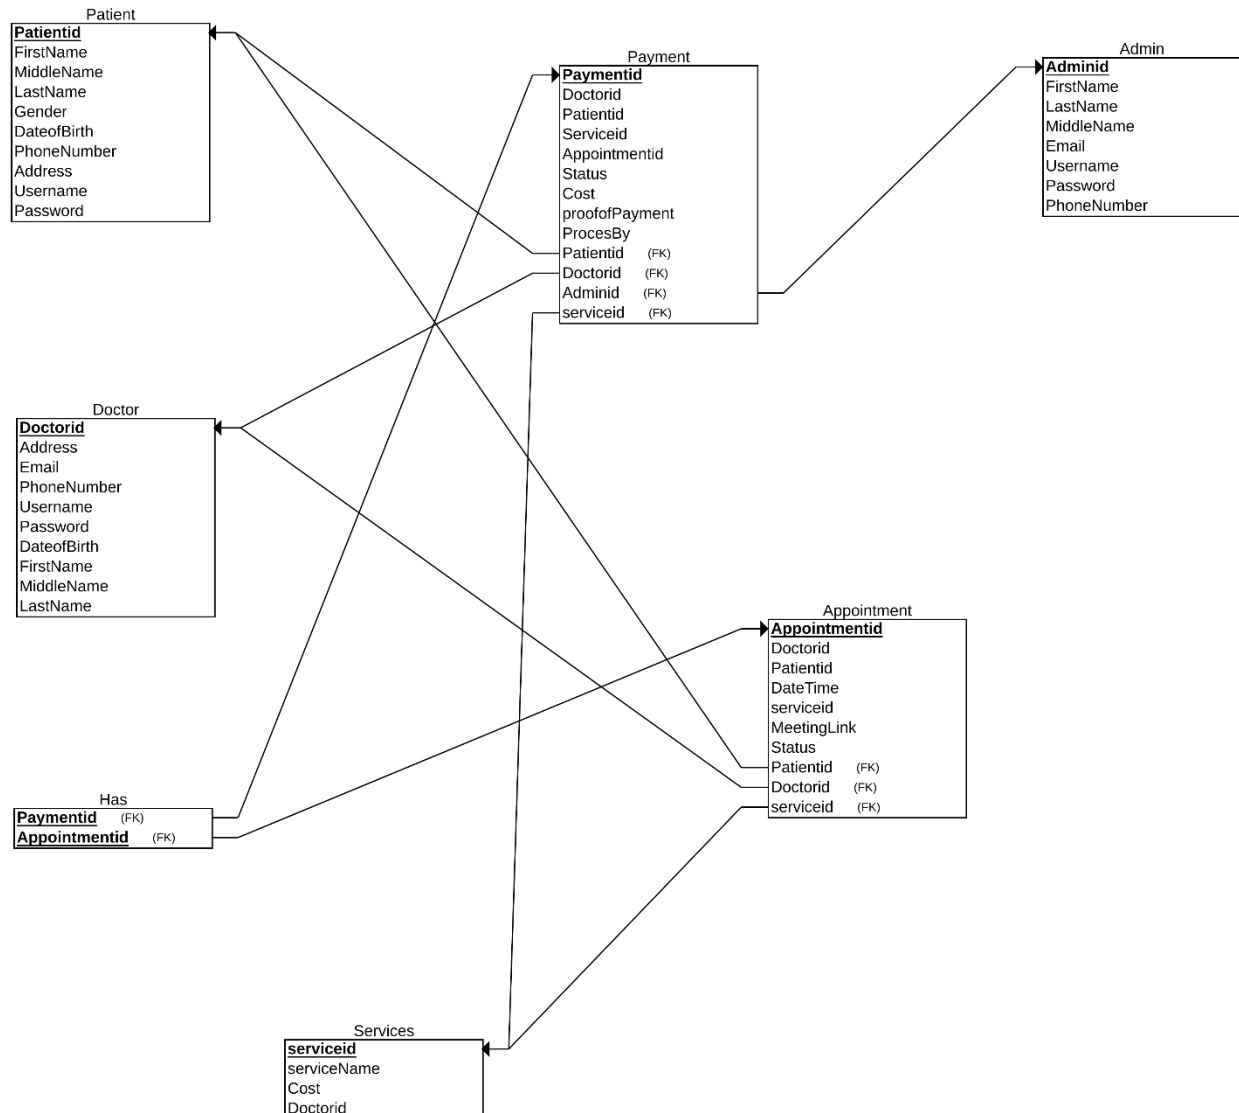 Patient
Patientid
FirstName
MiddleName
LastName
Gender
DateofBirth
PhoneNumber
Address
Username
Password
Payment
Paymentid
Doctorid
Patientid
Serviceid
Appointmentid
Status
Cost
proofofPayment
ProcesBy
Patientid (FK)
Doctorid (FK)
Adminid (FK)
serviceid (FK)
Admin
Adminid
FirstName
LastName
MiddleName
Email
Username
Password
PhoneNumber
Doctor
Doctorid
Address
Email
PhoneNumber
Username
Password
DateofBirth
FirstName
MiddleName
LastName
Appointment
Appointmentid
Doctorid
Patientid
DateTime
serviceid
MeetingLink
Status
Patientid (FK)
Doctorid (FK)
serviceid (FK)
Has
Paymentid (FK)
Appointmentid (FK)
Services
serviceid
serviceName
Cost
Doctorid